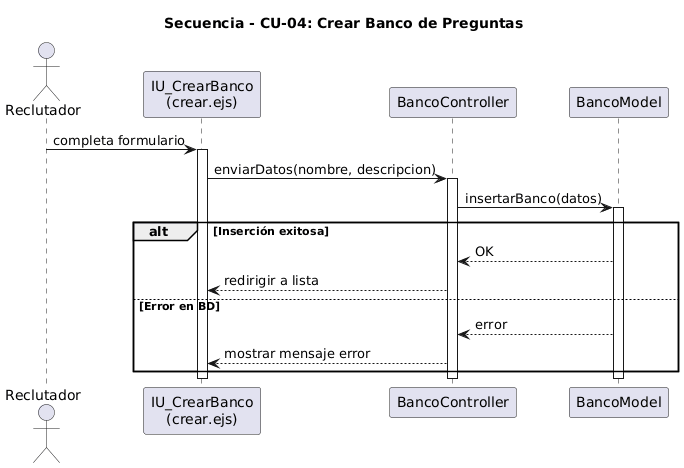 Secuencia - CU-04: Crear Banco de Preguntas
Reclutador
IU_CrearBanco
(crear.ejs)
BancoController
BancoModel
completa formulario
enviarDatos(nombre, descripcion)
insertarBanco(datos)
alt
[Inserción exitosa]
OK
redirigir a lista
[Error en BD]
error
mostrar mensaje error
Reclutador
IU_CrearBanco
(crear.ejs)
BancoController
BancoModel